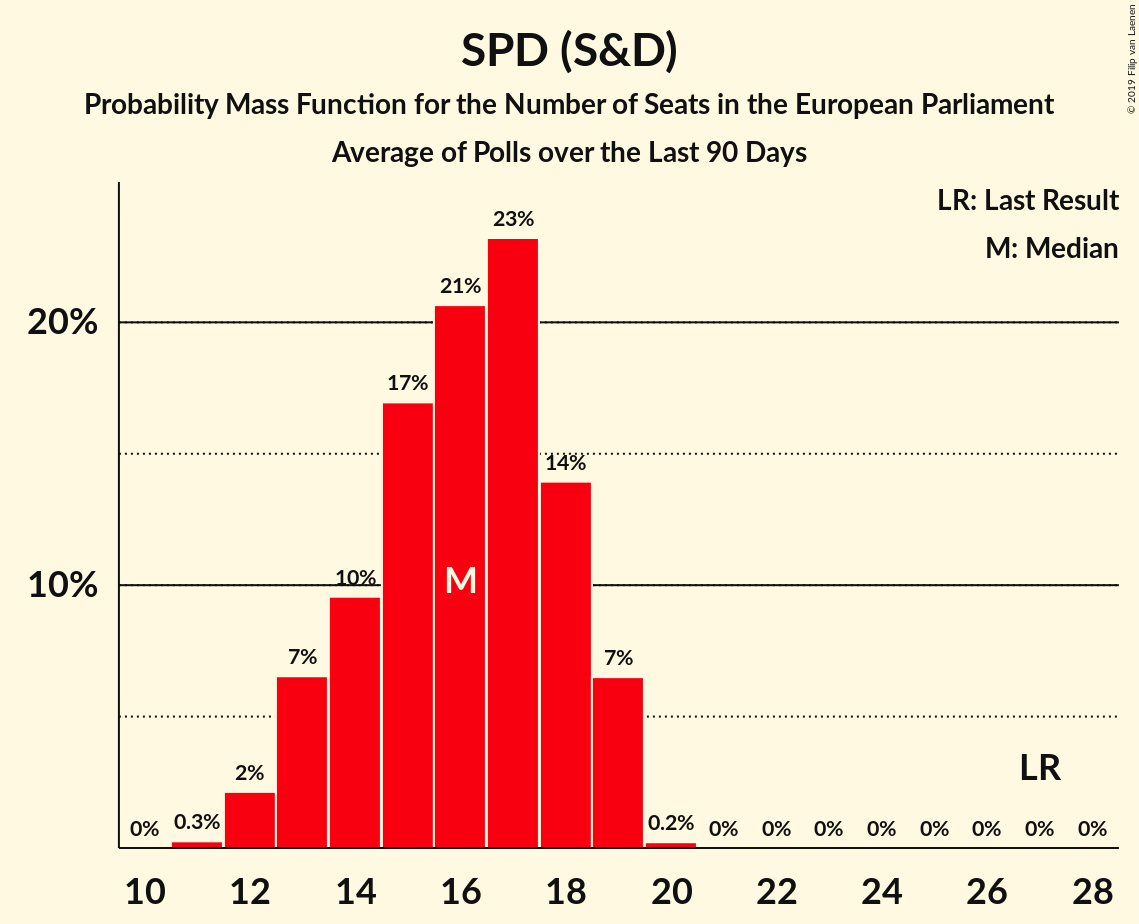 SPD (S&D)
Probability Mass Function for the Number of Seats in the European Parliament
Average of Polls over the Last 90 Days
© 2019 Filip van Laenen
LR: Last Result
M: Median
20%
10%
0%
0.3%
2%
7%
10%
17%
21%
23%
14%
7%
0.2%
0%
0%
0%
0%
0%
0%
0%
0%
M
LR
10 12 14 16 18 20 22 24 26 28